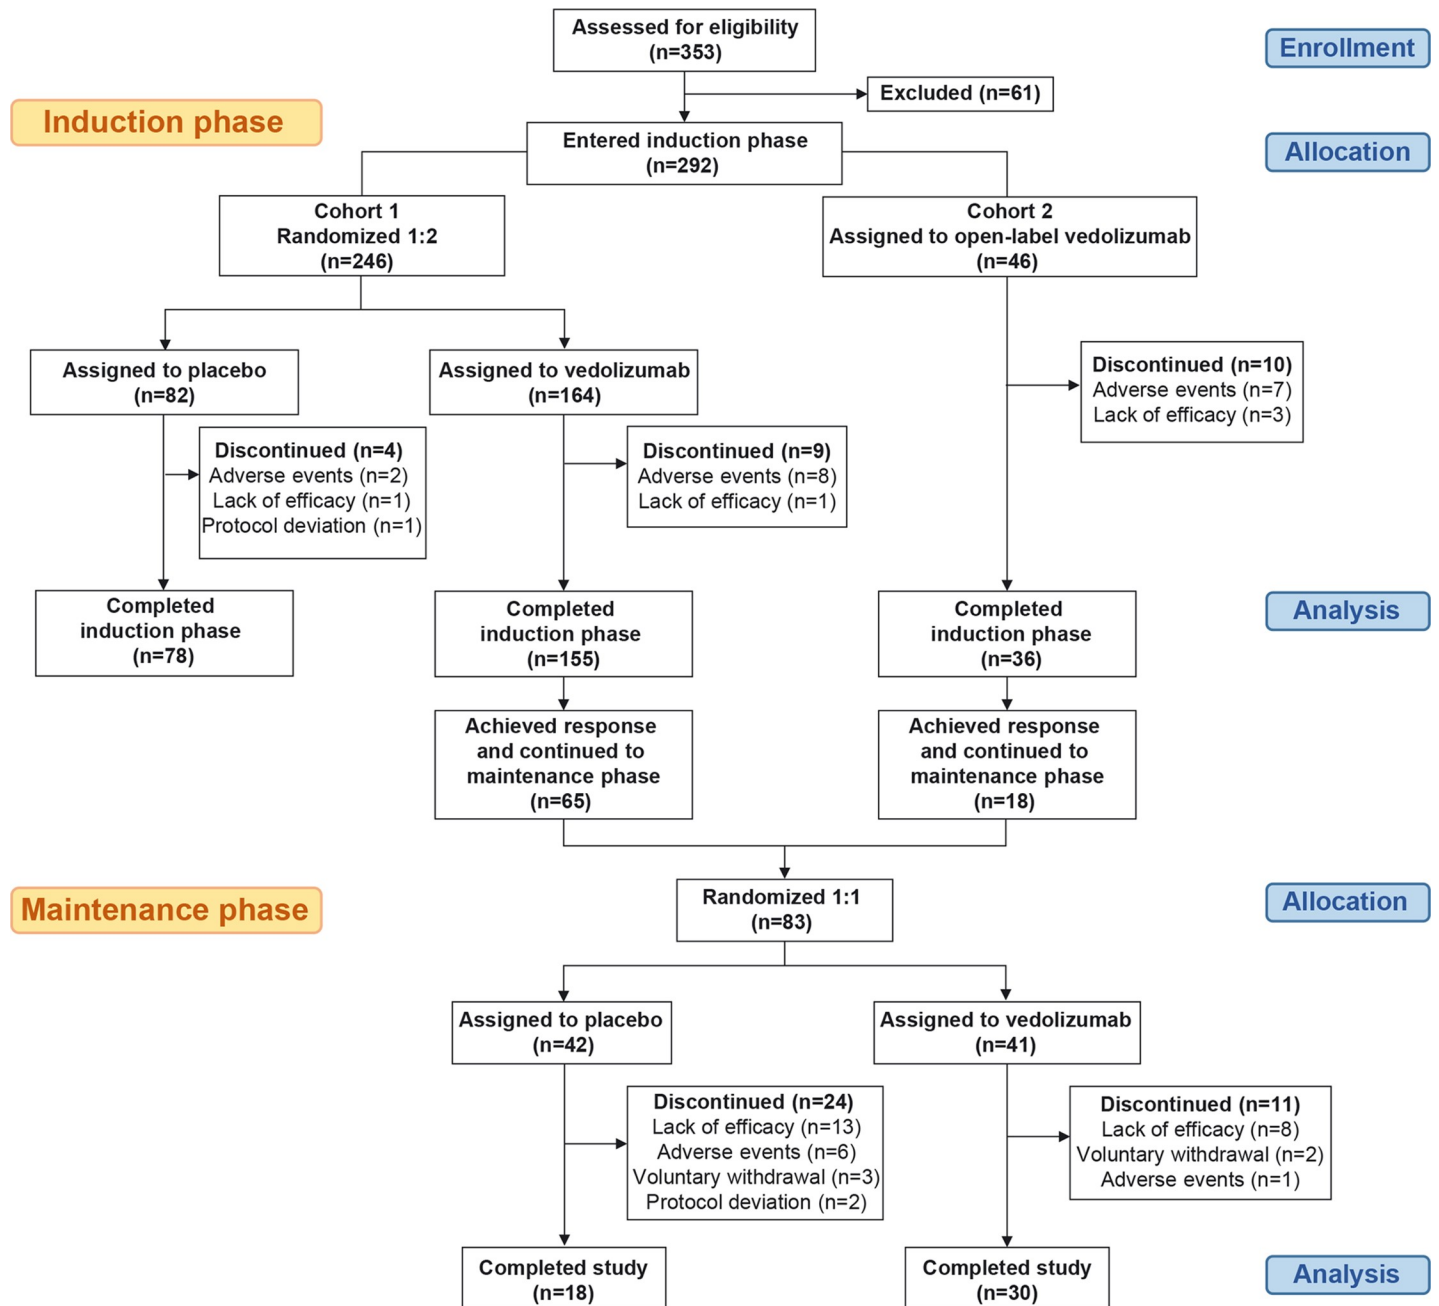 Assessed for eligibility
(n=353)
Enrollment
Excluded (n=61)
Induction phase
Entered induction phase
(n=292)
Allocation
Cohort 1
Randomized 1:2
(n=246)
Cohort 2
Assigned to open-label vedolizumab
(n=46)
Assigned to placebo
(n=82)
Assigned to vedolizumab
(n=164)
Discontinued (n=10)
Adverse events (n=7)
Lack of efficacy (n=3)
Discontinued (n=4)
Adverse events (n=2)
Lack of efficacy (n=1)
Protocol deviation (n=1)
Discontinued (n=9)
Adverse events (n=8)
Lack of efficacy (n=1)
Completed
induction phase
(n=78)
Completed
induction phase
(n=155)
Completed
induction phase
(n=36)
Analysis
Achieved response
and continued to
maintenance phase
(n=65)
Achieved response
and continued to
maintenance phase
(n=18)
Maintenance phase
Randomized 1:1
(n=83)
Allocation
Assigned to placebo
(n=42)
Assigned to vedolizumab
(n=41)
Discontinued (n=24)
Lack of efficacy (n=13)
Adverse events (n=6)
Voluntary withdrawal (n=3)
Protocol deviation (n=2)
Discontinued (n=11)
Lack of efficacy (n=8)
Voluntary withdrawal (n=2)
Adverse events (n=1)
Completed study
(n=18)
Completed study
(n=30)
Analysis